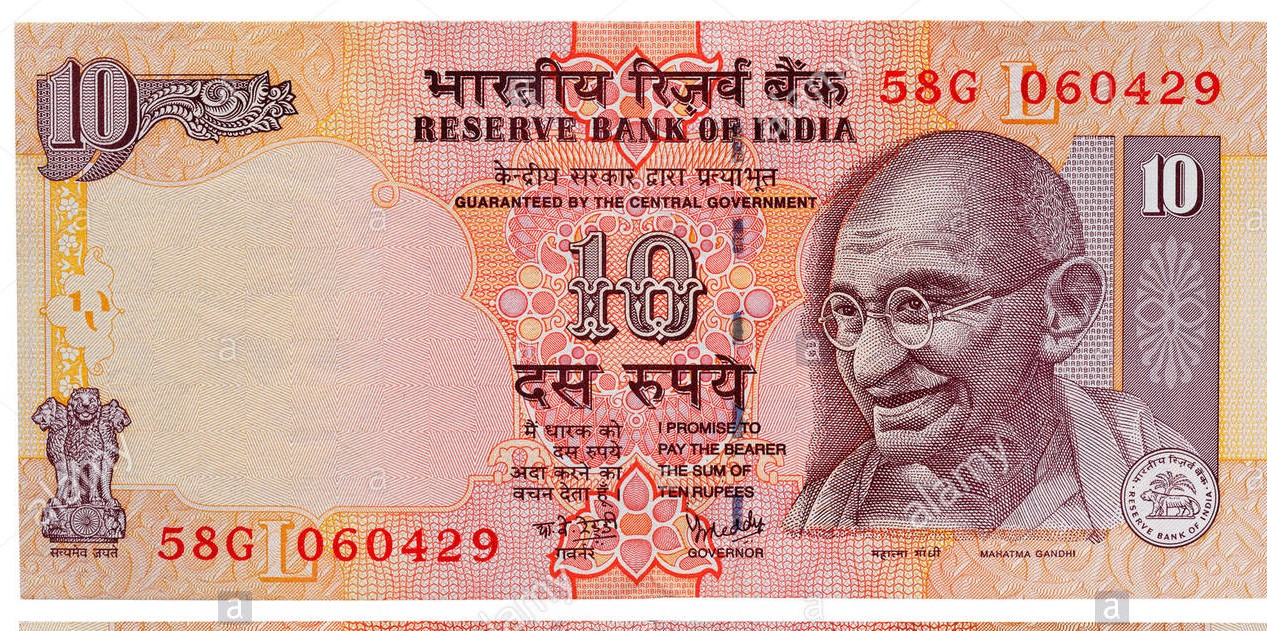 10
भारतीय रिज़र्व बैंक
58G L 060429
RESERVE BANK OF INDIA
केन्द्रीय सरकार द्वारा प्रत्याभूत
GUARANTEED BY THE CENTRAL GOVERNMENT
10
10
दस रुपये
मैं धारक को
दस रुपये
अदा करने का
वचन देता हूँ।
I PROMISE TO
PAY THE BEARER
THE SUM OF
TEN RUPEES
गवर्नर
GOVERNOR
सत्यमेव जयते
58G L 060429
महात्मा गांधी
MAHATMA GANDHI
भारतीय रिज़र्व बैंक
RESERVE BANK OF INDIA
alamy
a